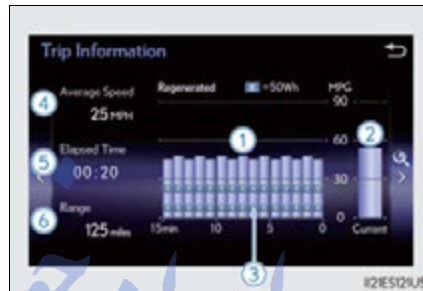 Trip Information
Average Speed
Regenerated E =50Wh MPG
4
25 MPH
90
1
2
60
5
Elapsed Time
00:20
30
6
Range
0
125 miles
15min 10 5 0 Current
3
II21ES121US